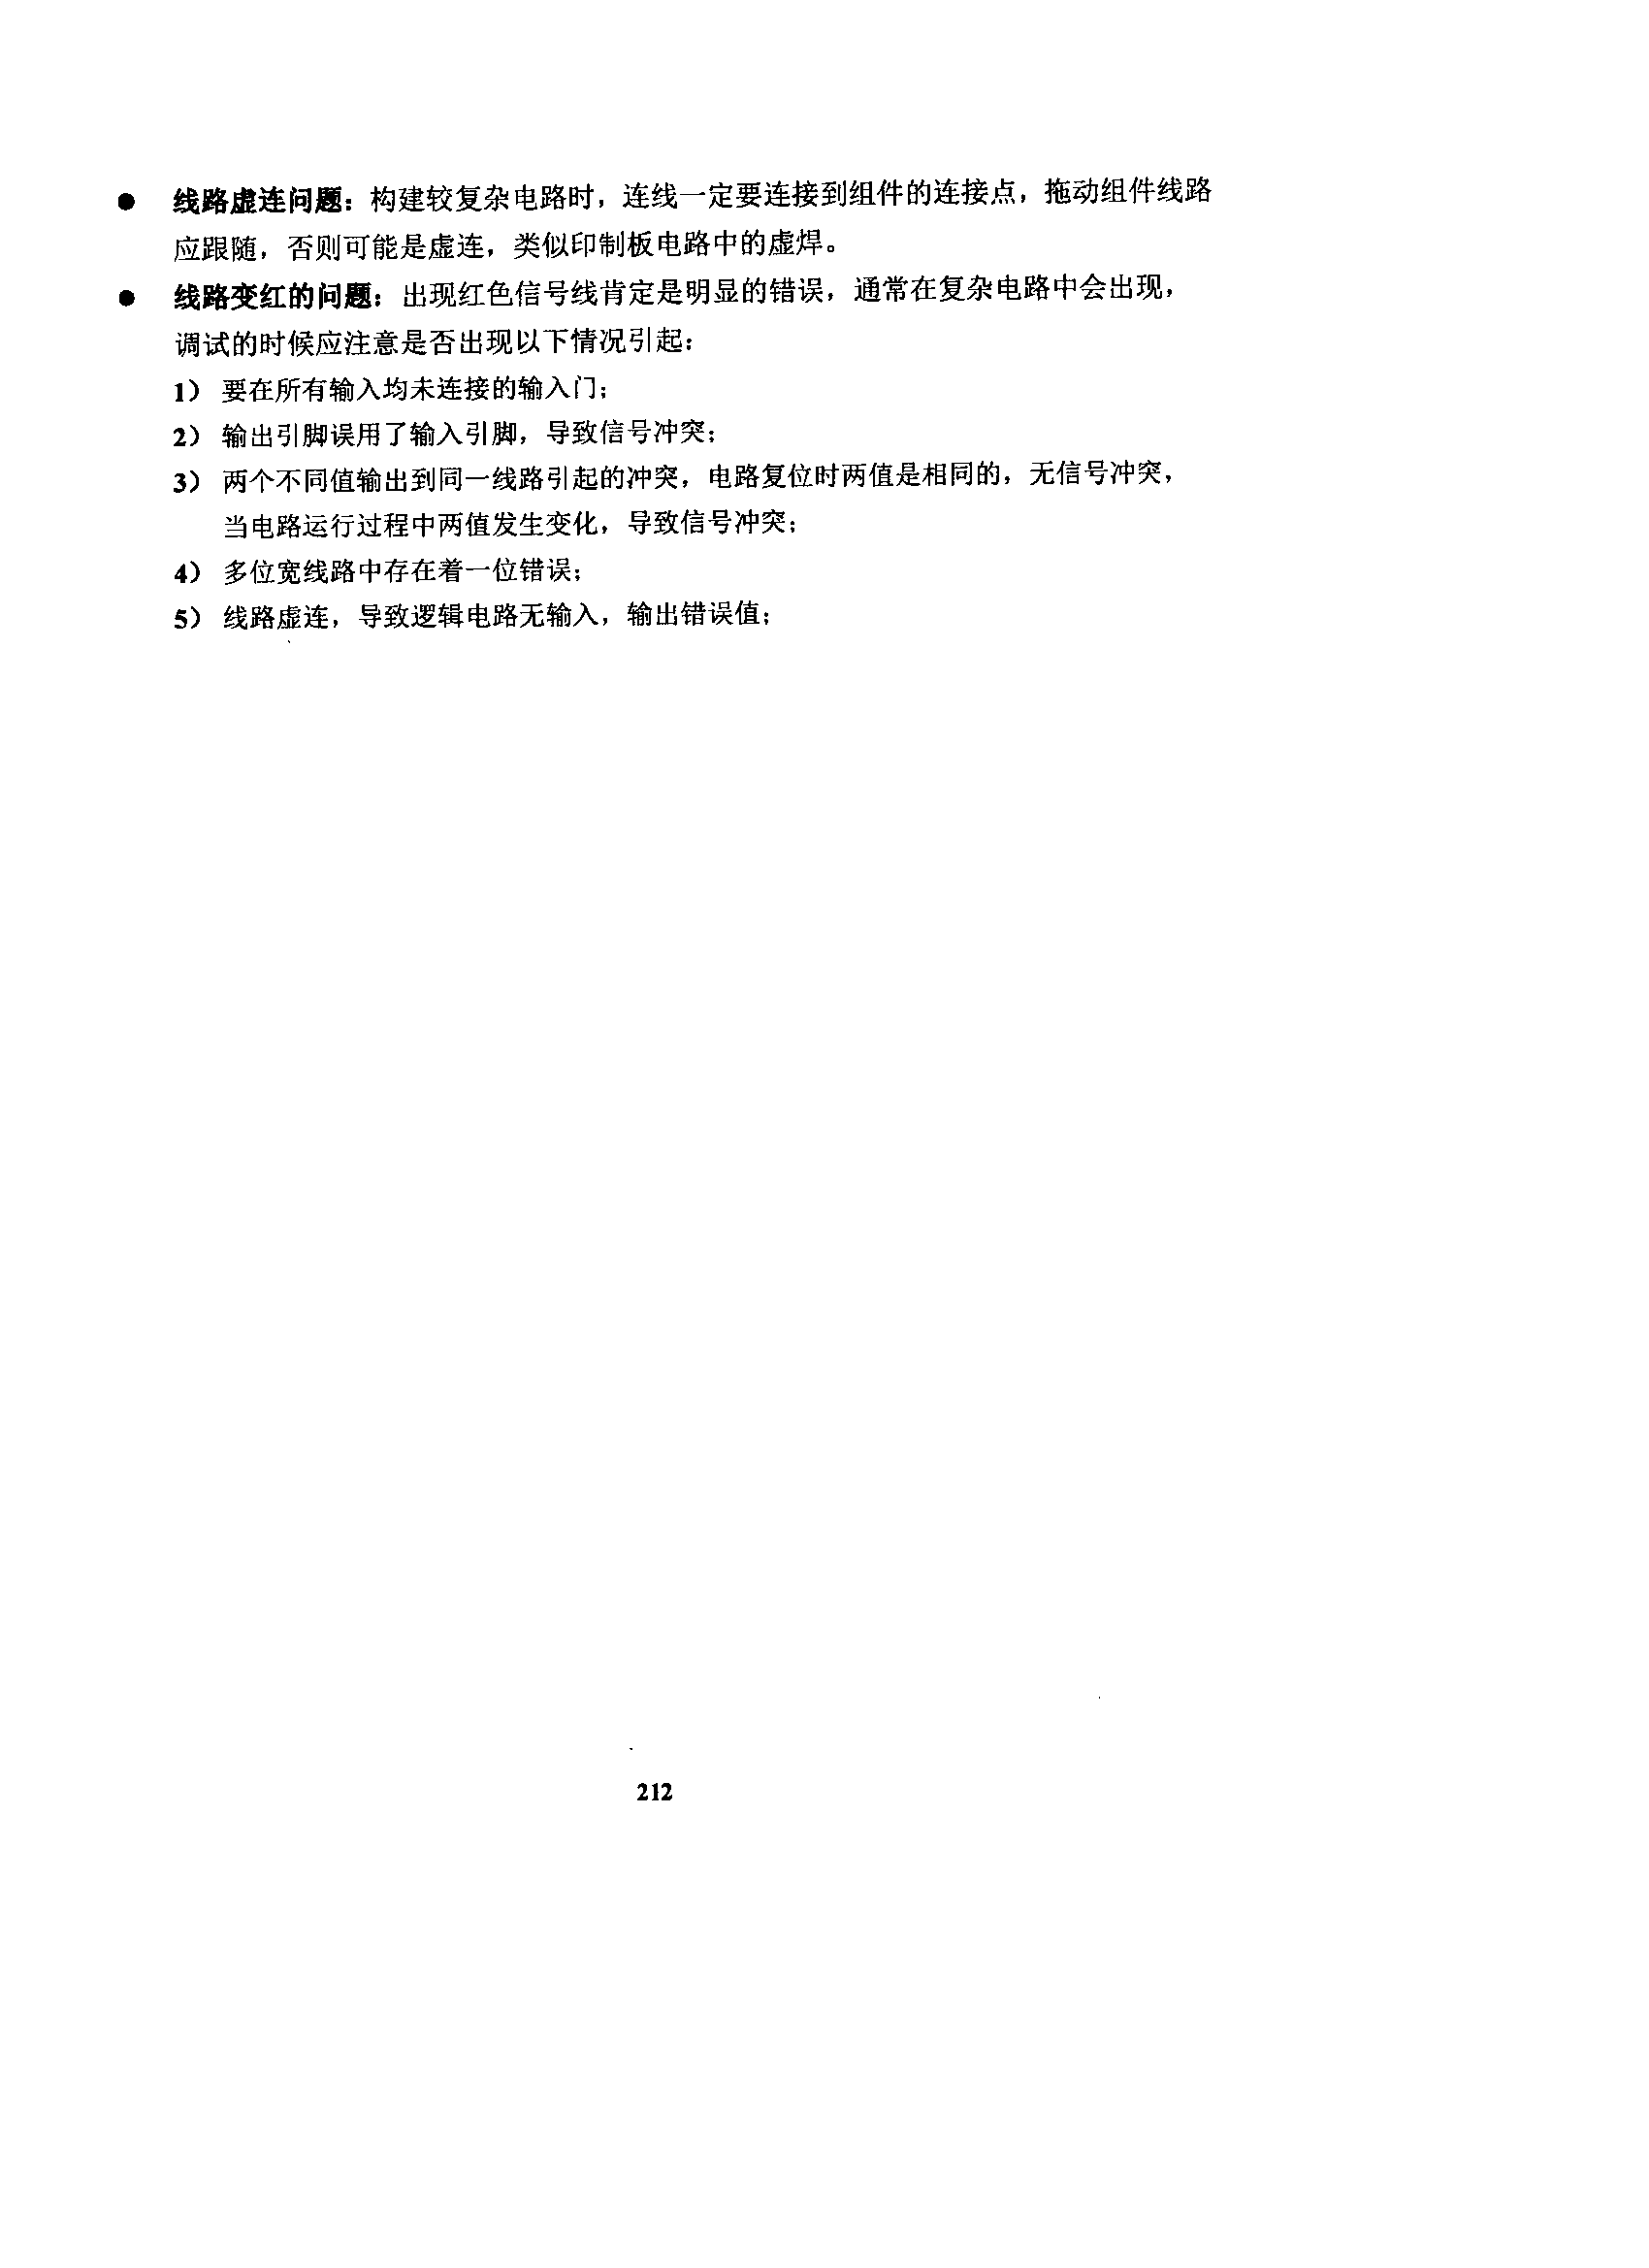 ● 线路虚连问题：构建较复杂电路时，连线一定要连接到组件的连接点，拖动组件线路
应跟随，否则可能是虚连，类似印制板电路中的虚焊。
● 线路变红的问题：出现红色信号线肯定是明显的错误，通常在复杂电路中会出现，
调试的时候应注意是否出现以下情况引起：
1） 要在所有输入均未连接的输入门；
2） 输出引脚误用了输入引脚，导致信号冲突；
3） 两个不同值输出到同一线路引起的冲突，电路复位时两值是相同的，无信号冲突，
当电路运行过程中两值发生变化，导致信号冲突；
4） 多位宽线路中存在着一位错误；
5） 线路虚连，导致逻辑电路无输入，输出错误值；
212